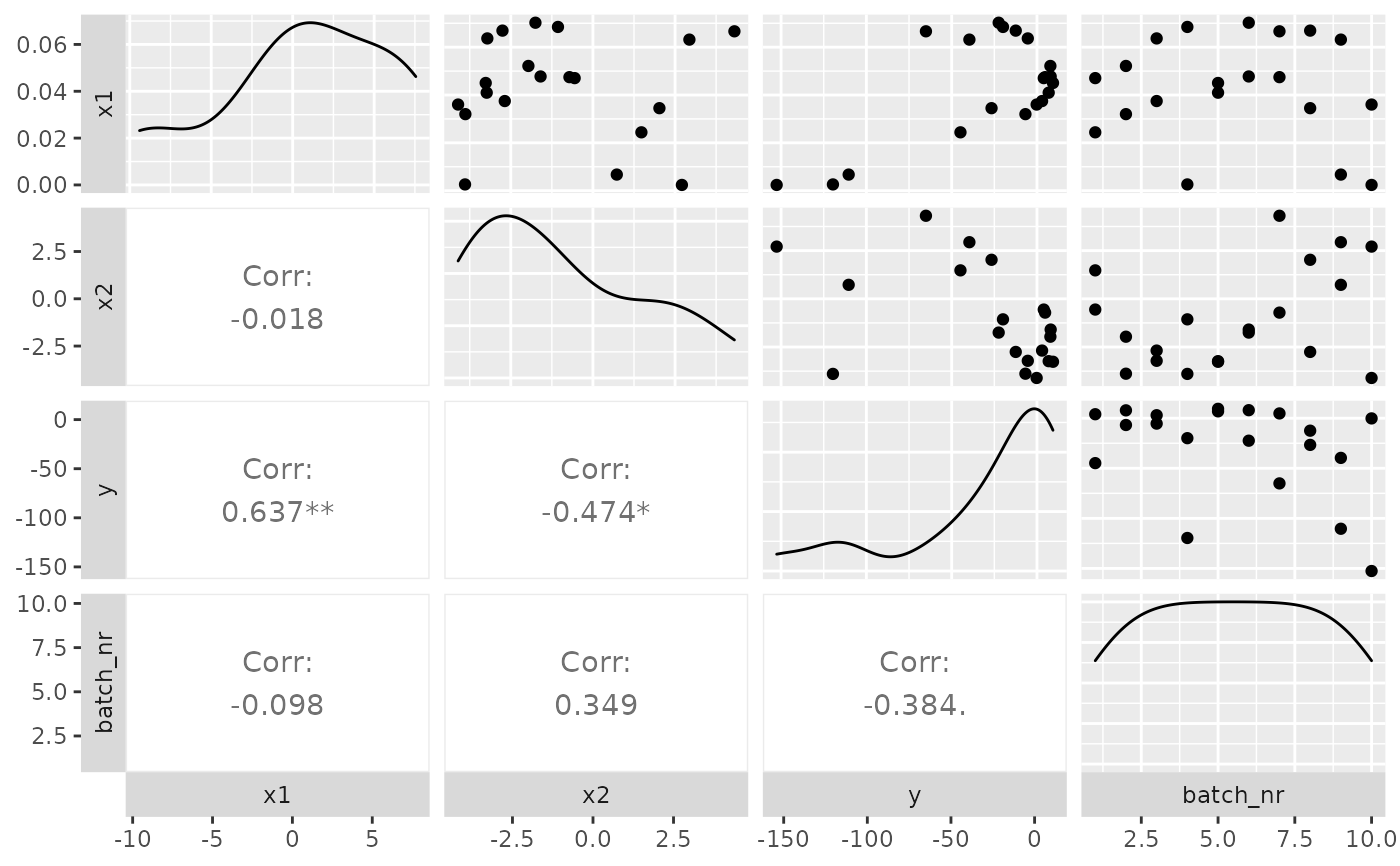 0.06
0.04
0.02
0.00
x1
2.5
0.0
-2.5
x2
Corr:
-0.018
0
-50
-100
-150
y
Corr:
0.637**
Corr:
-0.474*
10.0
7.5
5.0
2.5
batch_nr
Corr:
-0.098
Corr:
0.349
Corr:
-0.384.
x1 x2 y batch_nr
-10 -5 0 5 -2.5 0.0 2.5 -150 -100 -50 0 2.5 5.0 7.5 10.0